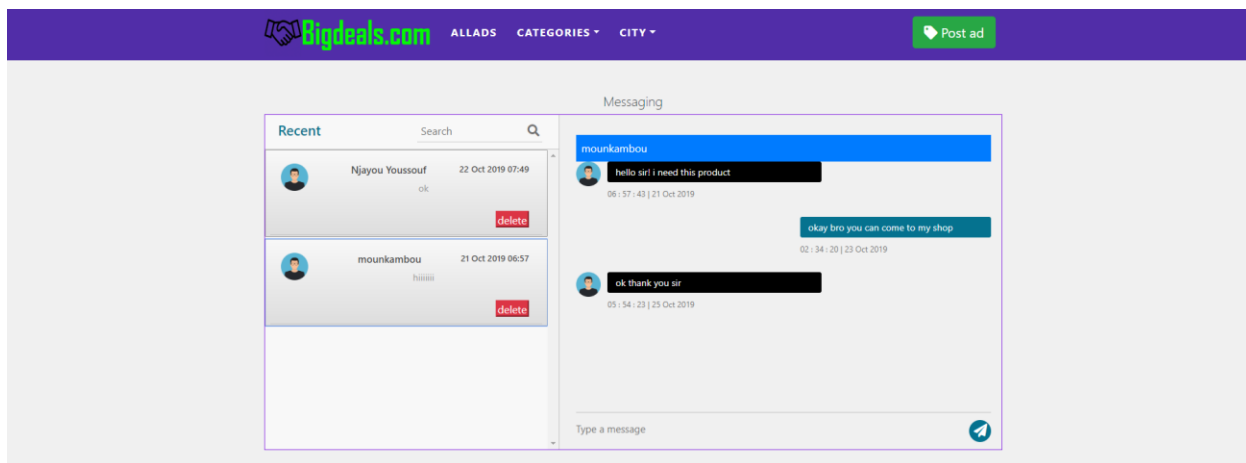 Bigdeals.com ALLADS CATEGORIES CITY Post ad
Messaging
Recent Search
Njayou Youssouf 22 Oct 2019 07:49
ok
delete
mounkambou 21 Oct 2019 06:57
hiiiiii
delete
mounkambou
hello sir! i need this product
06 : 57 : 43 | 21 Oct 2019
okay bro you can come to my shop
02 : 34 : 20 | 23 Oct 2019
ok thank you sir
05 : 54 : 23 | 25 Oct 2019
Type a message